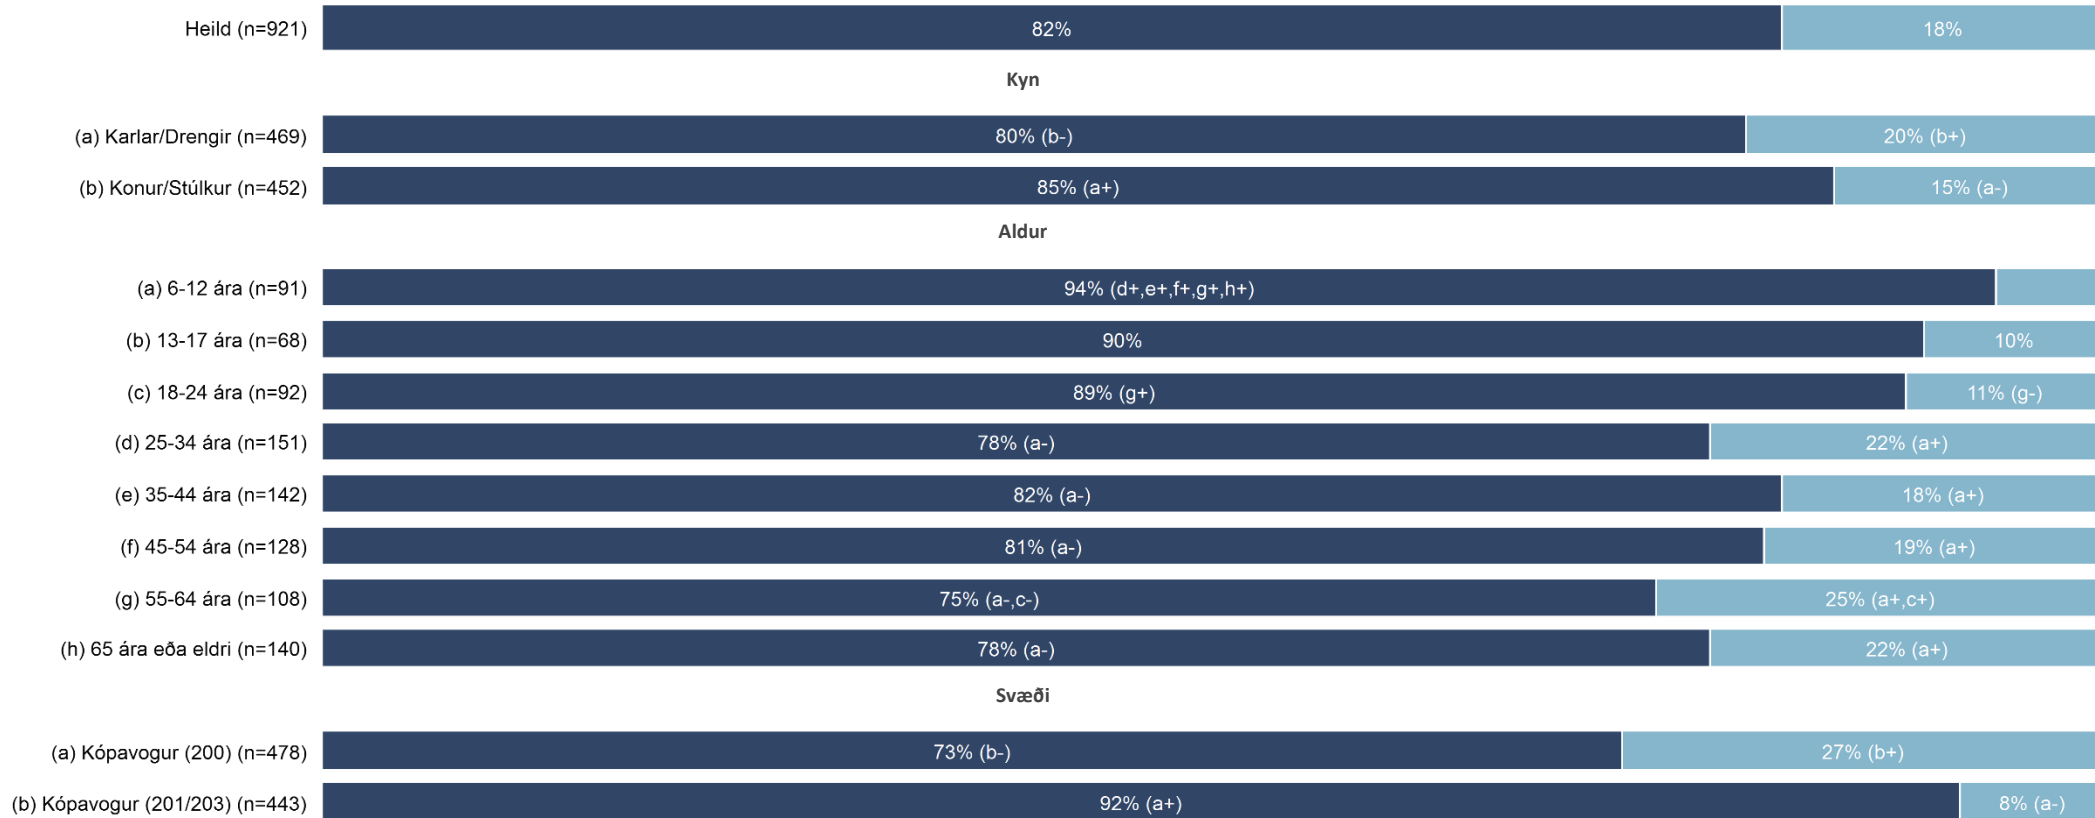 Heild (n=921) 82% 18%
Kyn
(a) Karlar/Drengir (n=469) 80% (b-) 20% (b+)
(b) Konur/Stúlkur (n=452) 85% (a+) 15% (a-)
Aldur
(a) 6-12 ára (n=91) 94% (d+,e+,f+,g+,h+)
(b) 13-17 ára (n=68) 90% 10%
(c) 18-24 ára (n=92) 89% (g+) 11% (g-)
(d) 25-34 ára (n=151) 78% (a-) 22% (a+)
(e) 35-44 ára (n=142) 82% (a-) 18% (a+)
(f) 45-54 ára (n=128) 81% (a-) 19% (a+)
(g) 55-64 ára (n=108) 75% (a-,c-) 25% (a+,c+)
(h) 65 ára eða eldri (n=140) 78% (a-) 22% (a+)
Svæði
(a) Kópavogur (200) (n=478) 73% (b-) 27% (b+)
(b) Kópavogur (201/203) (n=443) 92% (a+) 8% (a-)